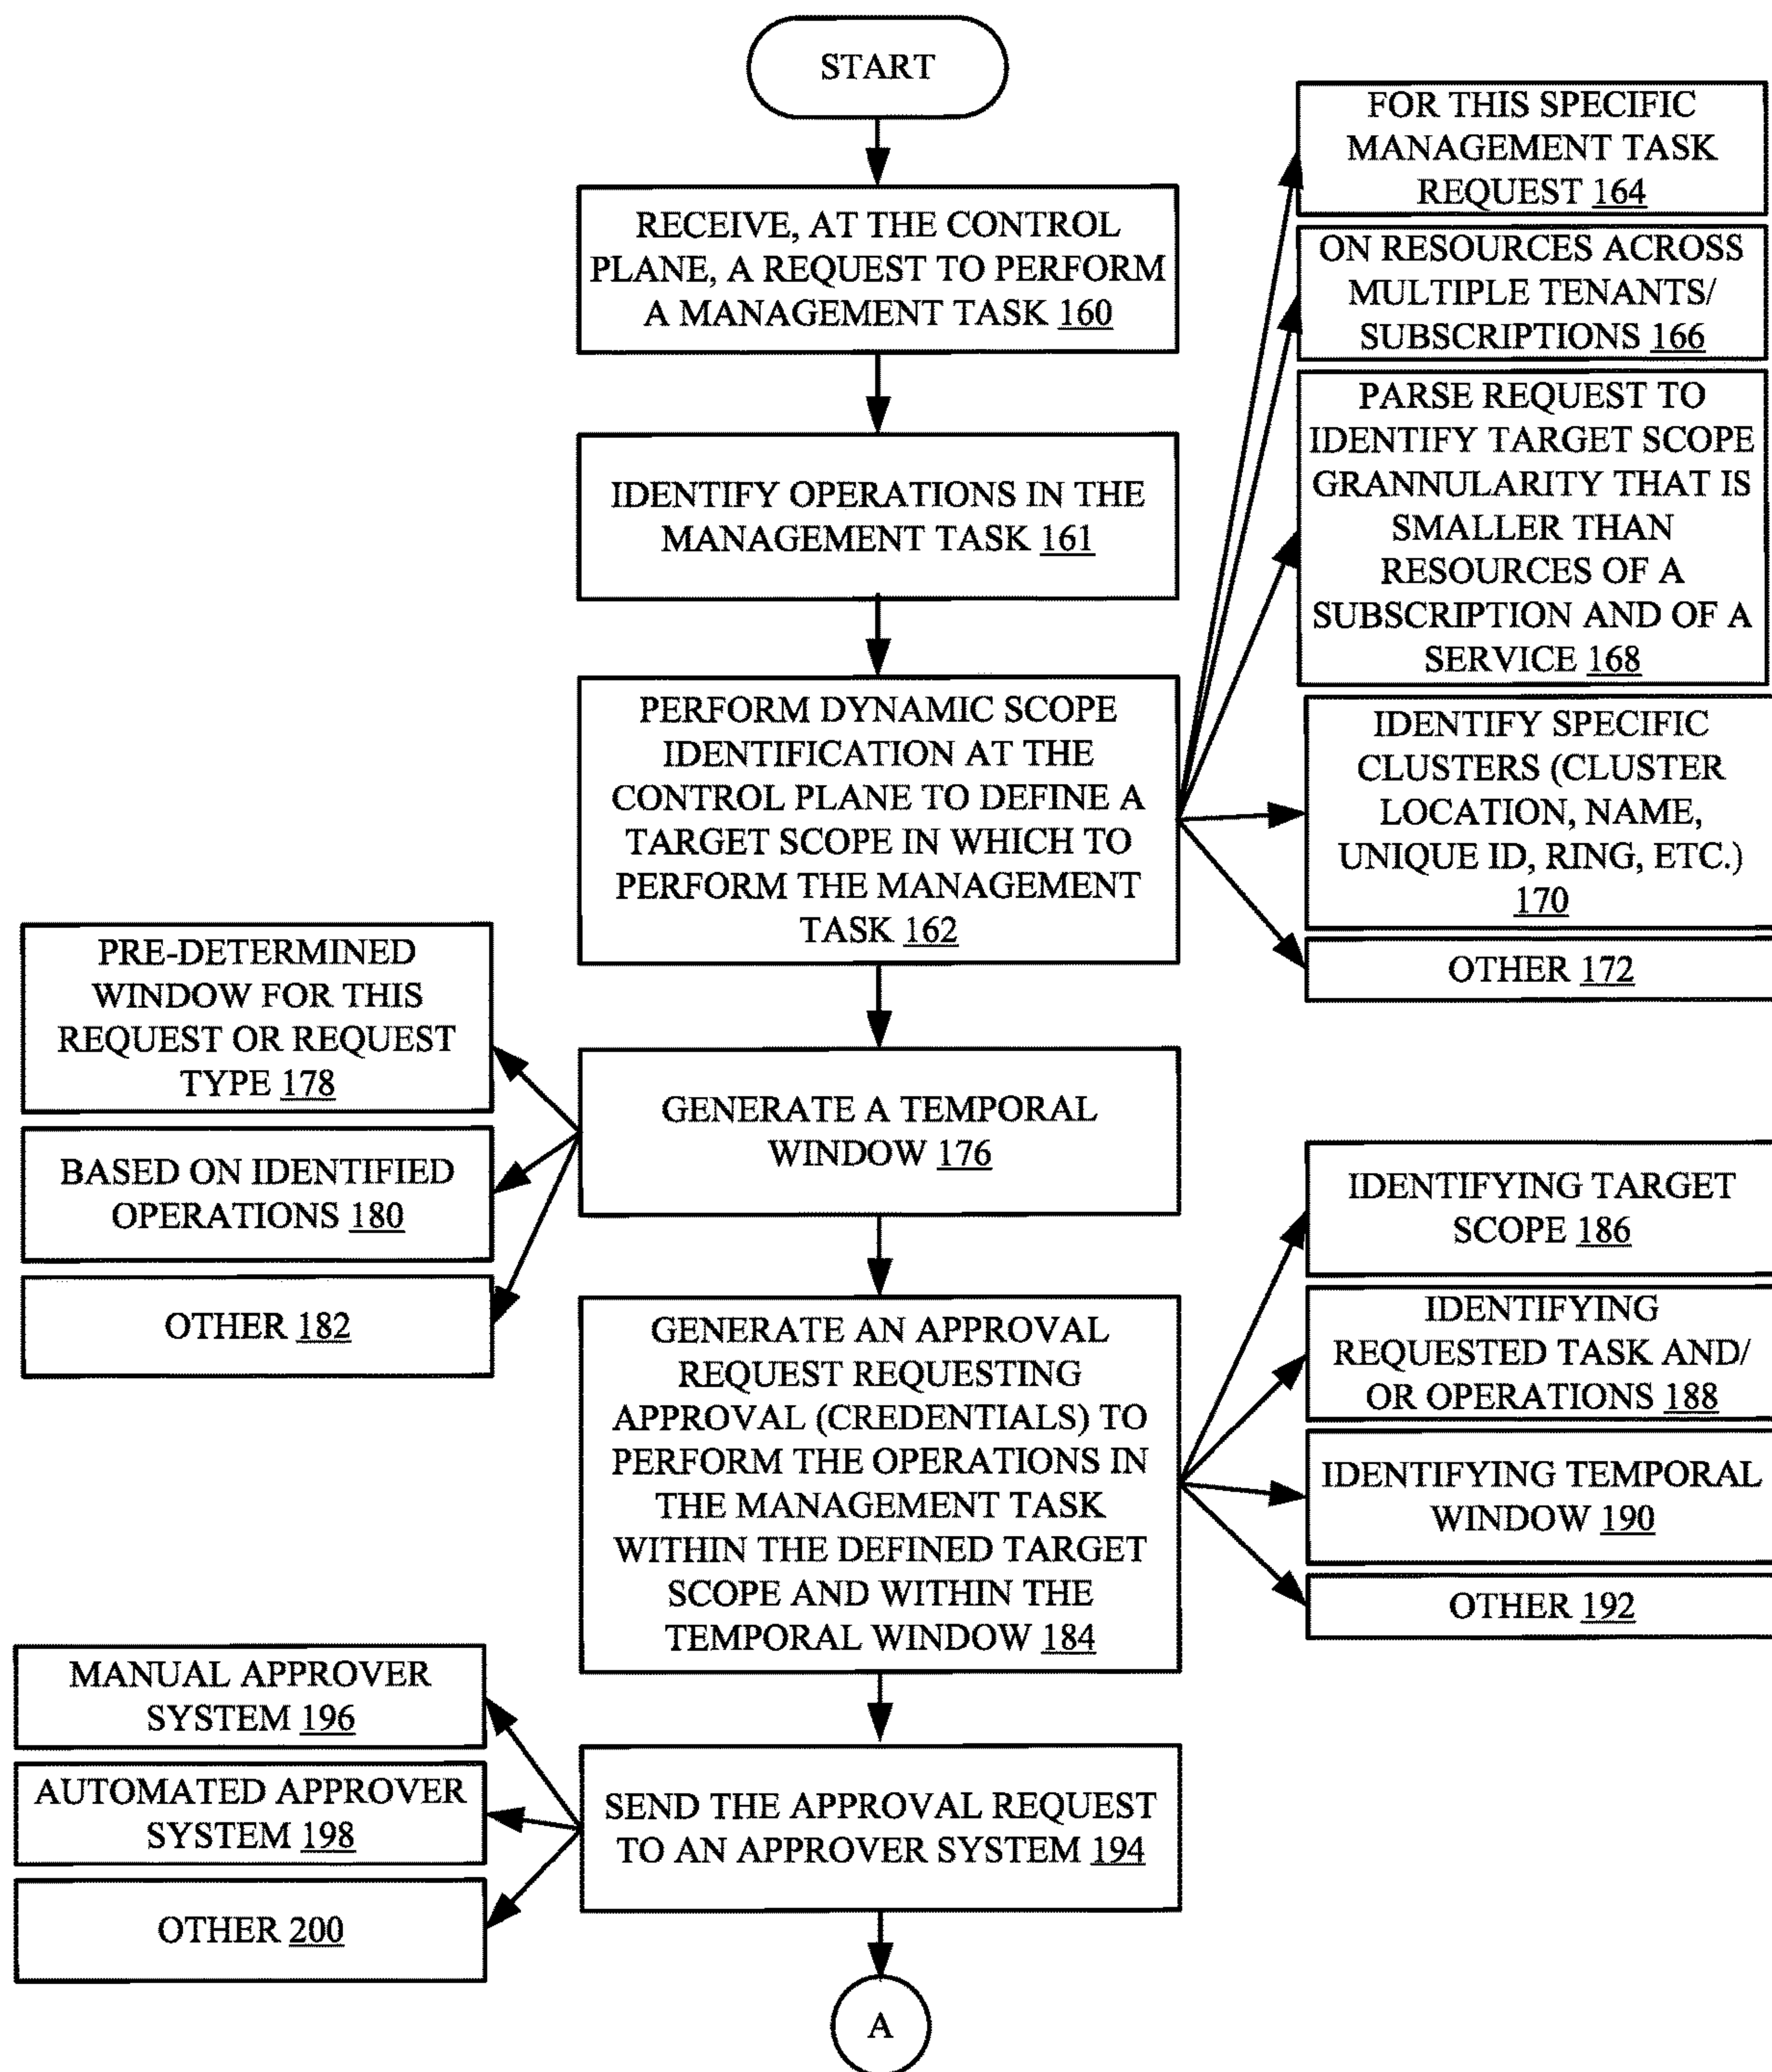 START
RECEIVE, AT THE CONTROL
PLANE, A REQUEST TO PERFORM
A MANAGEMENT TASK 160
IDENTIFY OPERATIONS IN THE
MANAGEMENT TASK 161
PERFORM DYNAMIC SCOPE
IDENTIFICATION AT THE
CONTROL PLANE TO DEFINE A
TARGET SCOPE IN WHICH TO
PERFORM THE MANAGEMENT
TASK 162
FOR THIS SPECIFIC
MANAGEMENT TASK
REQUEST 164
ON RESOURCES ACROSS
MULTIPLE TENANTS/
SUBSCRIPTIONS 166
PARSE REQUEST TO
IDENTIFY TARGET SCOPE
GRANNULARITY THAT IS
SMALLER THAN
RESOURCES OF A
SUBSCRIPTION AND OF A
SERVICE 168
IDENTIFY SPECIFIC
CLUSTERS (CLUSTER
LOCATION, NAME,
UNIQUE ID, RING, ETC.)
170
OTHER 172
GENERATE A TEMPORAL
WINDOW 176
PRE-DETERMINED
WINDOW FOR THIS
REQUEST OR REQUEST
TYPE 178
BASED ON IDENTIFIED
OPERATIONS 180
OTHER 182
GENERATE AN APPROVAL
REQUEST REQUESTING
APPROVAL (CREDENTIALS) TO
PERFORM THE OPERATIONS IN
THE MANAGEMENT TASK
WITHIN THE DEFINED TARGET
SCOPE AND WITHIN THE
TEMPORAL WINDOW 184
IDENTIFYING TARGET
SCOPE 186
IDENTIFYING
REQUESTED TASK AND/
OR OPERATIONS 188
IDENTIFYING TEMPORAL
WINDOW 190
OTHER 192
SEND THE APPROVAL REQUEST
TO AN APPROVER SYSTEM 194
MANUAL APPROVER
SYSTEM 196
AUTOMATED APPROVER
SYSTEM 198
OTHER 200
A